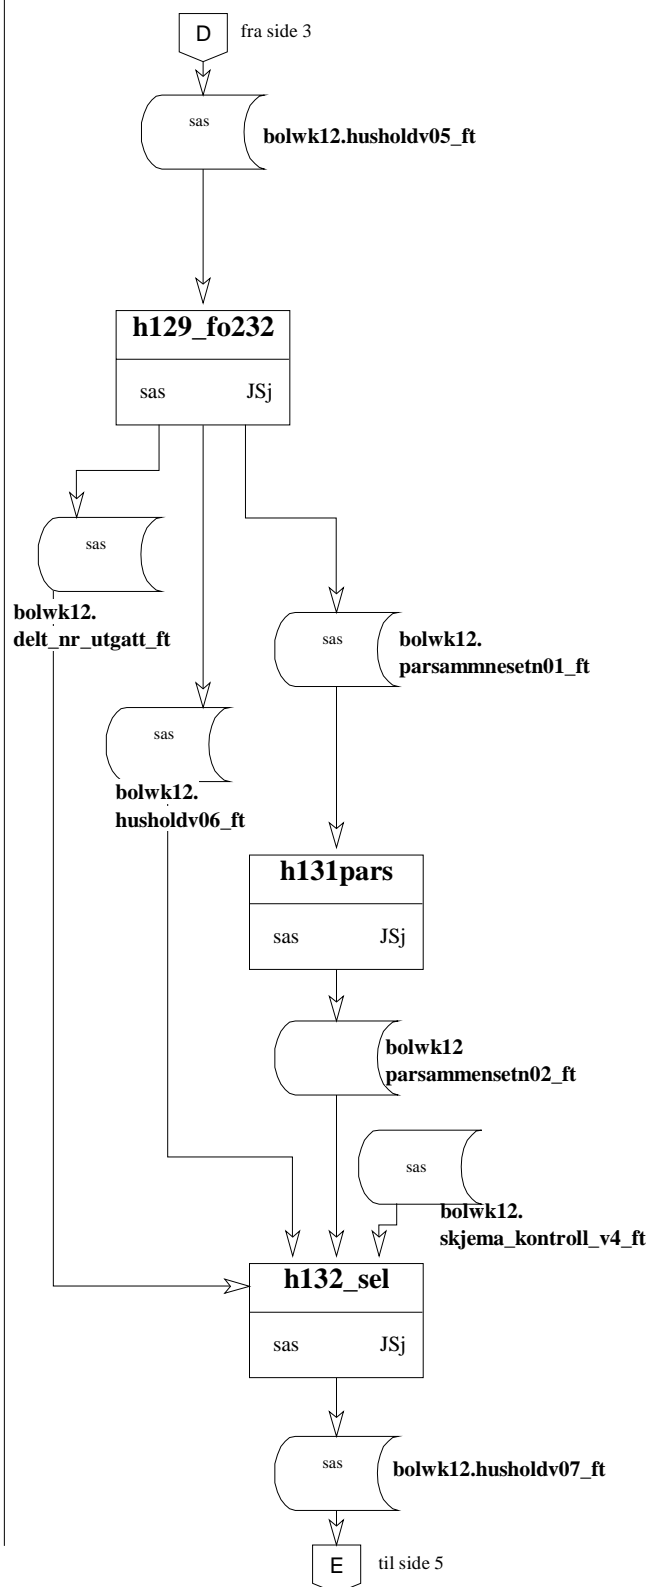 D
fra side 3
sas
bolwk12.husholdv05_ft
h129_fo232
sas JSj
sas
bolwk12.
delt_nr_utgatt_ft
sas
bolwk12.
parsammnesetn01_ft
sas
bolwk12.
husholdv06_ft
h131pars
sas JSj
bolwk12
parsammensetn02_ft
sas
bolwk12.
skjema_kontroll_v4_ft
h132_sel
sas JSj
sas
bolwk12.husholdv07_ft
E
til side 5